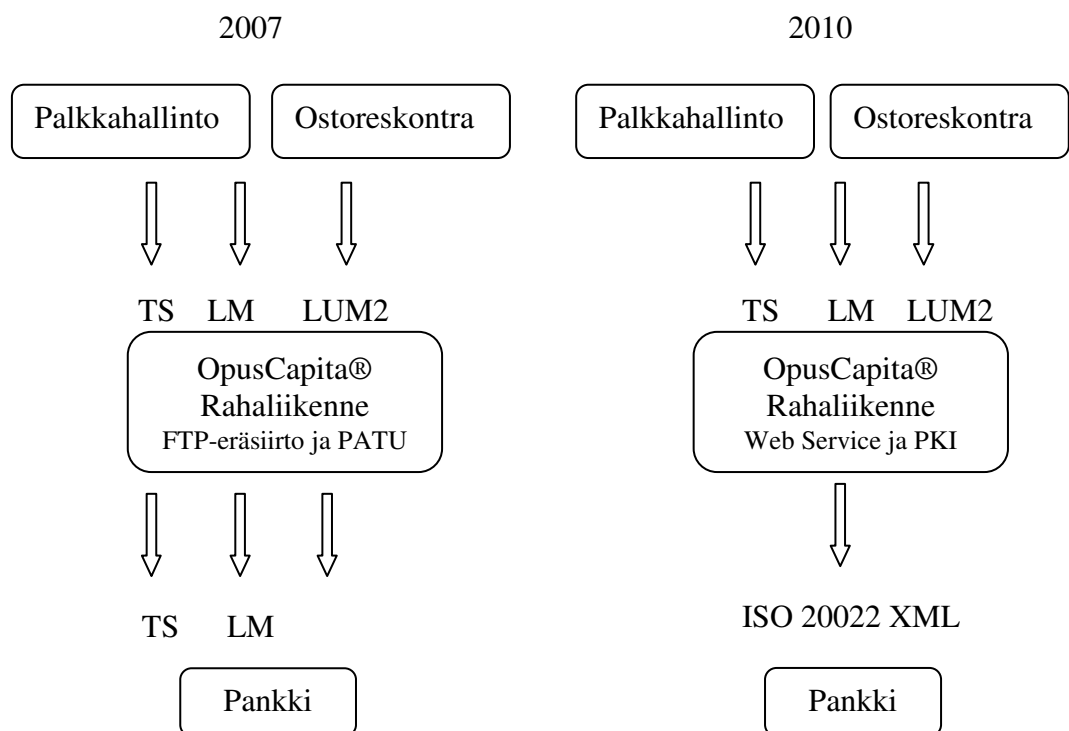 2007
2010
Palkkahallinto
Ostoreskontra
Palkkahallinto
Ostoreskontra
TS LM LUM2
TS LM LUM2
OpusCapita®
Rahaliikenne
FTP-eräsiirto ja PATU
OpusCapita®
Rahaliikenne
Web Service ja PKI
TS LM
ISO 20022 XML
Pankki
Pankki